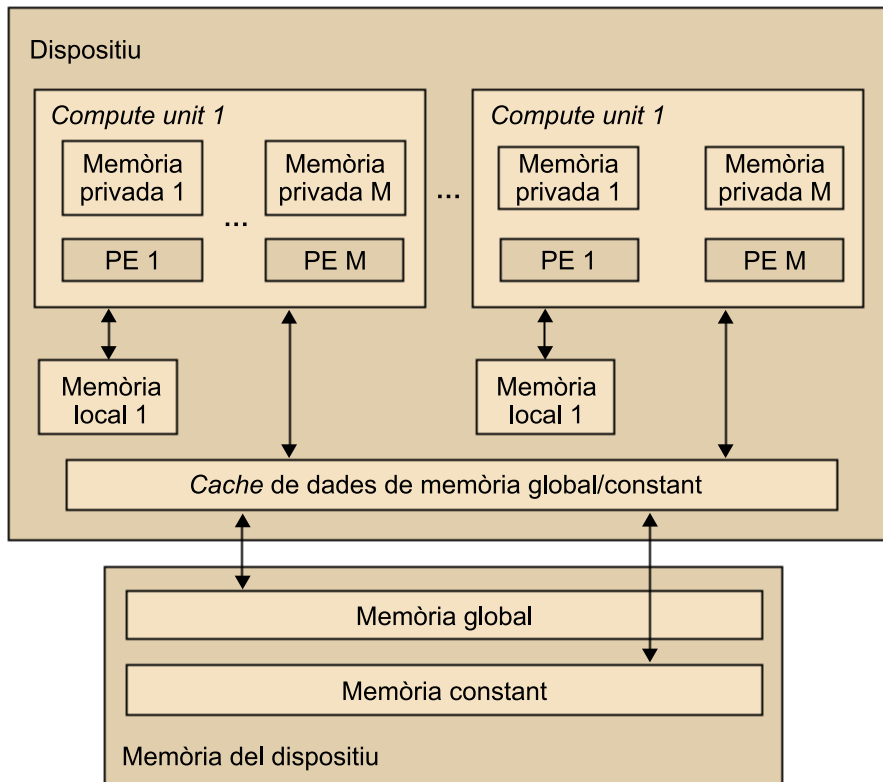 Dispositiu
Compute unit 1
Memòria
privada 1
...
Memòria
privada M
PE 1
PE M
...
Compute unit 1
Memòria
privada 1
Memòria
privada M
PE 1
PE M
Memòria
local 1
Memòria
local 1
Cache de dades de memòria global/constant
Memòria global
Memòria constant
Memòria del dispositiu